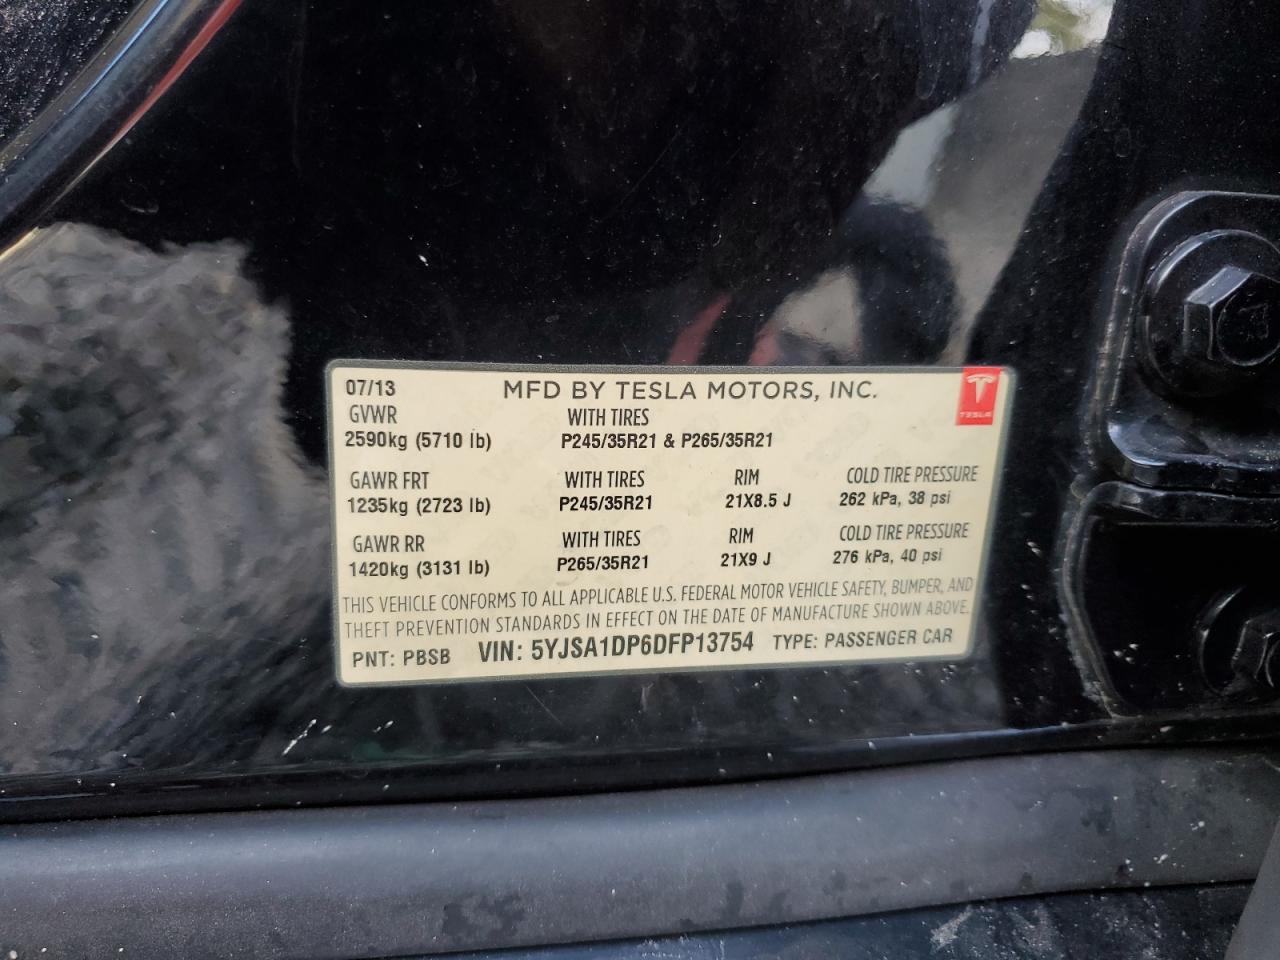 07/13 MFD BY TESLA MOTORS, INC.
TESLA
GVWR WITH TIRES
2590kg (5710 lb) P245/35R21 & P265/35R21
GAWR FRT WITH TIRES RIM COLD TIRE PRESSURE
1235kg (2723 lb) P245/35R21 21X8.5 J 262 kPa, 38 psi
GAWR RR WITH TIRES RIM COLD TIRE PRESSURE
1420kg (3131 lb) P265/35R21 21X9 J 276 kPa, 40 psi
THIS VEHICLE CONFORMS TO ALL APPLICABLE U.S. FEDERAL MOTOR VEHICLE SAFETY, BUMPER, AND
THEFT PREVENTION STANDARDS IN EFFECT ON THE DATE OF MANUFACTURE SHOWN ABOVE.
PNT: PBSB VIN: 5YJSA1DP6DFP13754 TYPE: PASSENGER CAR